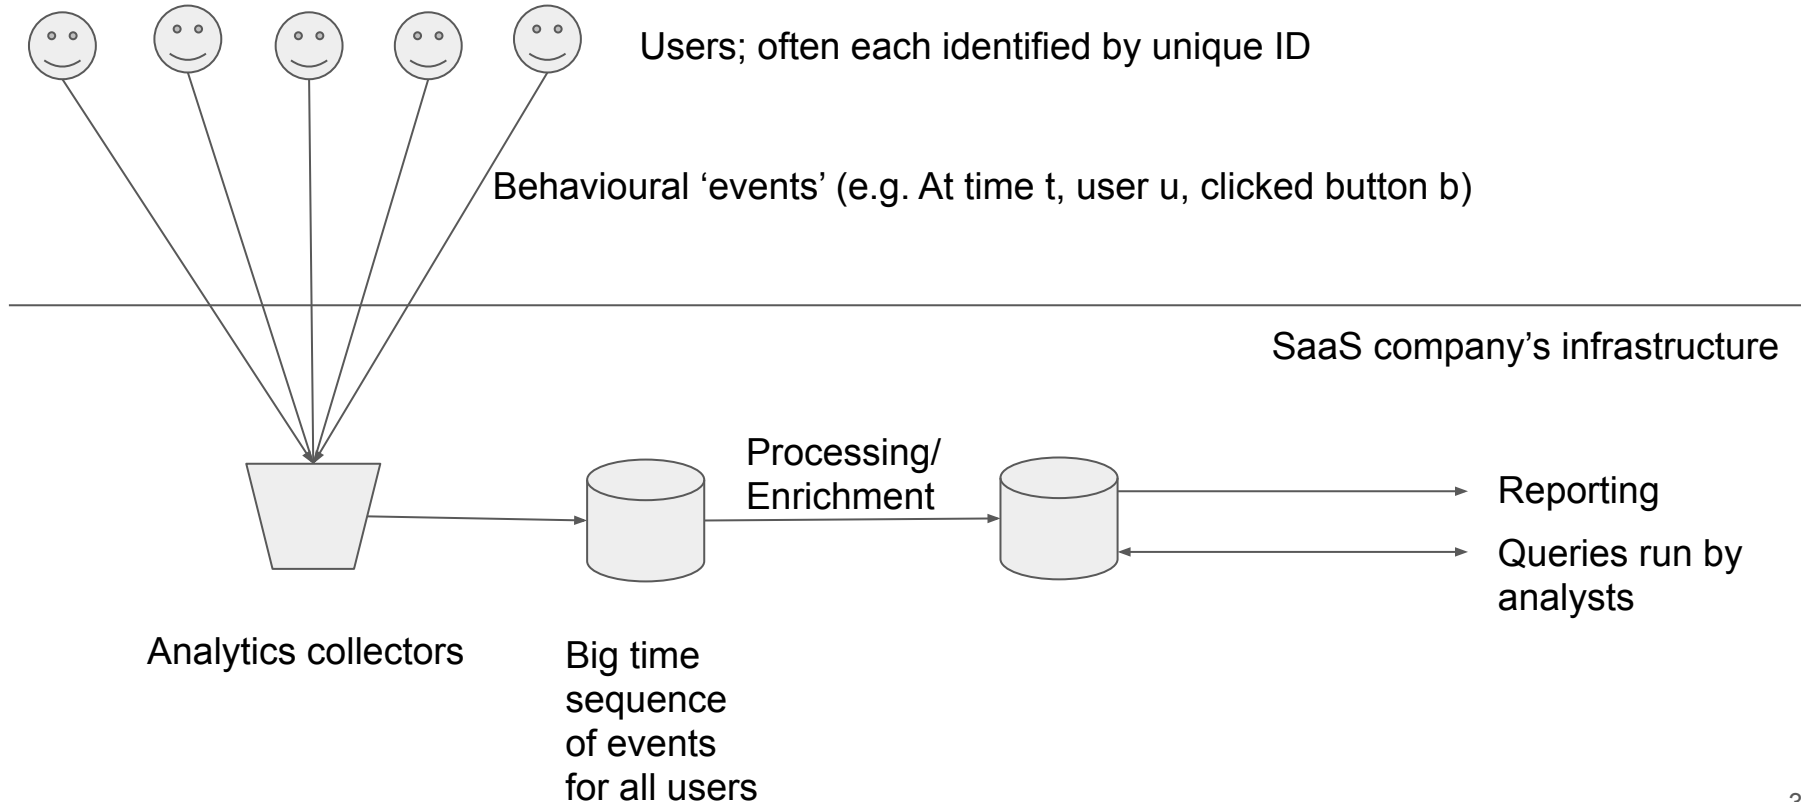 Users; often each identified by unique ID
Behavioural ‘events’ (e.g. At time t, user u, clicked button b)
SaaS company’s infrastructure
Processing/
Enrichment
Reporting
Queries run by
analysts
Analytics collectors
Big time
sequence
of events
for all users
3